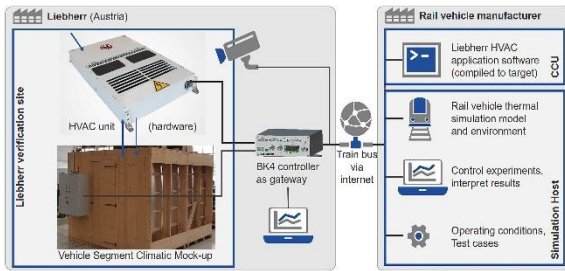 Liebherr (Austria)
Liebherr verification site
HVAC unit (hardware)
Vehicle Segment Climatic Mock-up
BK4 controller
as gateway
Train bus
via
internet
Rail vehicle manufacturer
Liebherr HVAC
application software
(compiled to target)
CCU
Rail vehicle thermal
simulation model
and environment
Control experiments,
interpret results
Operating conditions,
Test cases
Simulation Host